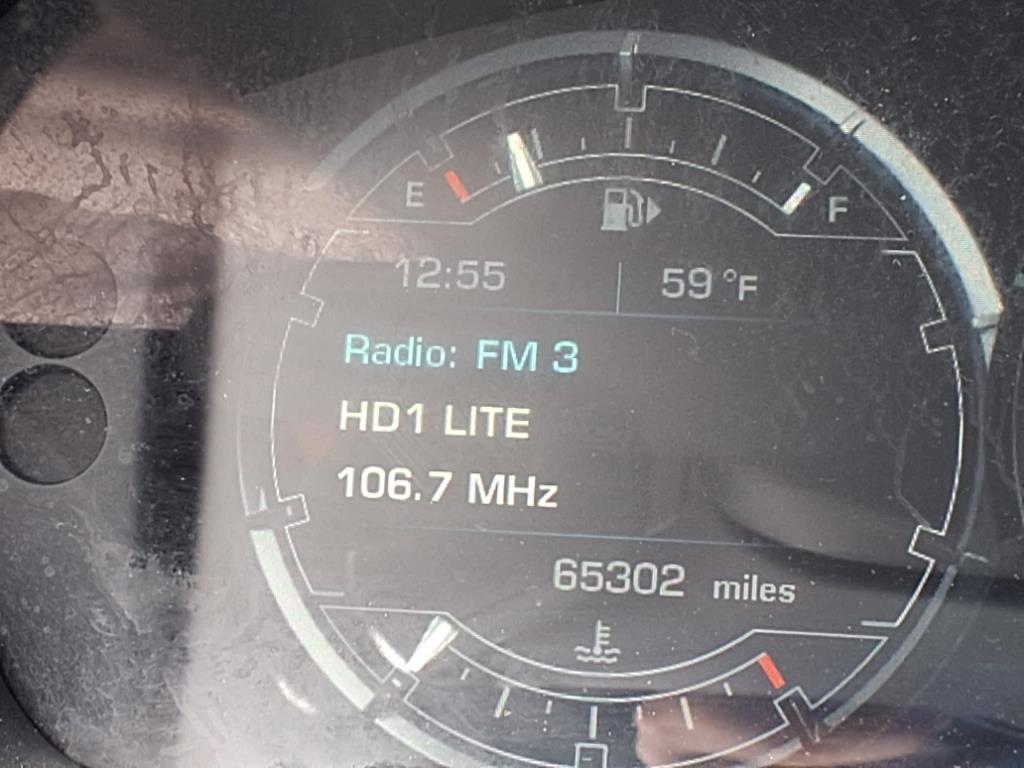 E F
12:55 59 °F
Radio: FM 3
HD1 LITE
106.7 MHz
65302 miles